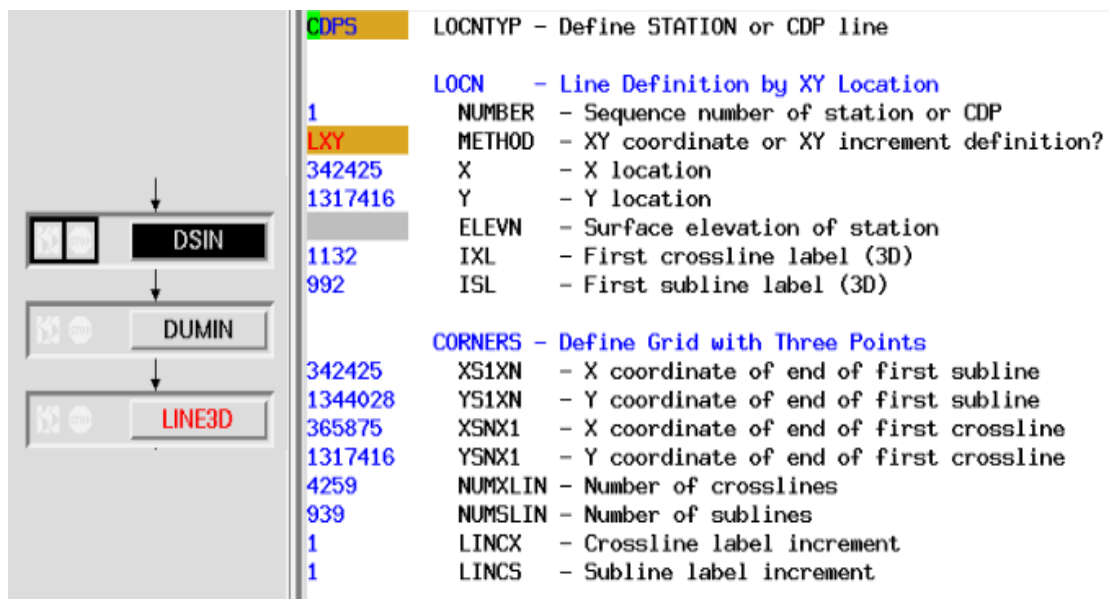 DSIN
DUMIN
LINE3D
CDPS LOCNTYP - Define STATION or CDP line
LOCN - Line Definition by XY Location
1 NUMBER - Sequence number of station or CDP
LXY METHOD - XY coordinate or XY increment definition?
342425 X - X location
1317416 Y - Y location
ELEVN - Surface elevation of station
1132 IXL - First crossline label (3D)
992 ISL - First subline label (3D)
CORNERS - Define Grid with Three Points
342425 XS1XN - X coordinate of end of first subline
1344028 YS1XN - Y coordinate of end of first subline
365875 XSNX1 - X coordinate of end of first crossline
1317416 YSNX1 - Y coordinate of end of first crossline
4259 NUMXLIN - Number of crosslines
939 NUMSLIN - Number of sublines
1 LINCX - Crossline label increment
1 LINCS - Subline label increment